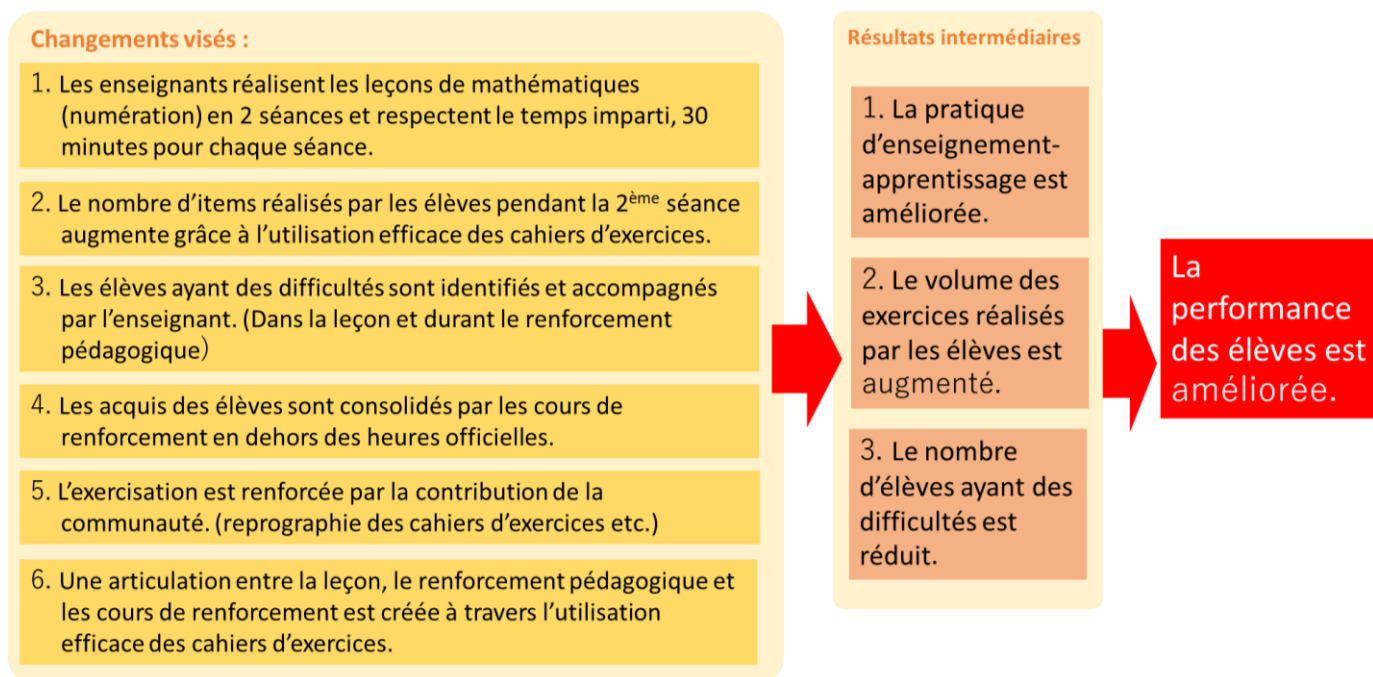 Changements visés :
1. Les enseignants réalisent les leçons de mathématiques
(numération) en 2 séances et respectent le temps imparti, 30
minutes pour chaque séance.
2. Le nombre d'items réalisés par les élèves pendant la 2ème séance
augmente grâce à l'utilisation efficace des cahiers d'exercices.
3. Les élèves ayant des difficultés sont identifiés et accompagnés
par l'enseignant. (Dans la leçon et durant le renforcement
pédagogique)
4. Les acquis des élèves sont consolidés par les cours de
renforcement en dehors des heures officielles.
5. L'exercisation est renforcée par la contribution de la
communauté. (reprographie des cahiers d'exercices etc.)
6. Une articulation entre la leçon, le renforcement pédagogique et
les cours de renforcement est créée à travers l'utilisation
efficace des cahiers d'exercices.
Résultats intermédiaires
1. La pratique
d'enseignement-
apprentissage est
améliorée.
2. Le volume des
exercices réalisés
par les élèves est
augmenté.
3. Le nombre
d'élèves ayant des
difficultés est
réduit.
La
performance
des élèves est
améliorée.